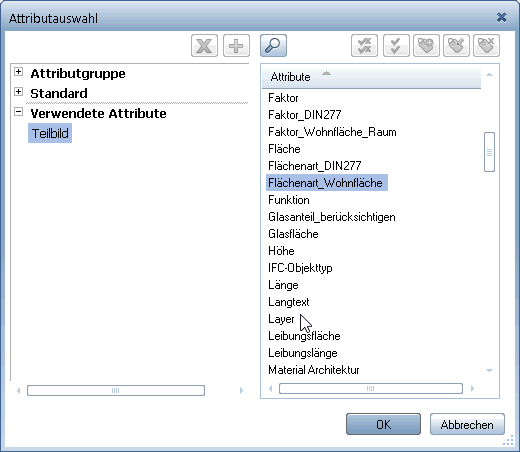 Attributauswahl
Attributgruppe
Standard
Verwendete Attribute
Teilbild
Attribute
Faktor
Faktor_DIN277
Faktor_Wohnfläche_Raum
Fläche
Flächenart_DIN277
Flächenart_Wohnfläche
Funktion
Glasanteil_berücksichtigen
Glasfläche
Höhe
IFC-Objekttyp
Länge
Langtext
Layer
Leibungsfläche
Leibungslänge
Material Architektur
OK
Abbrechen